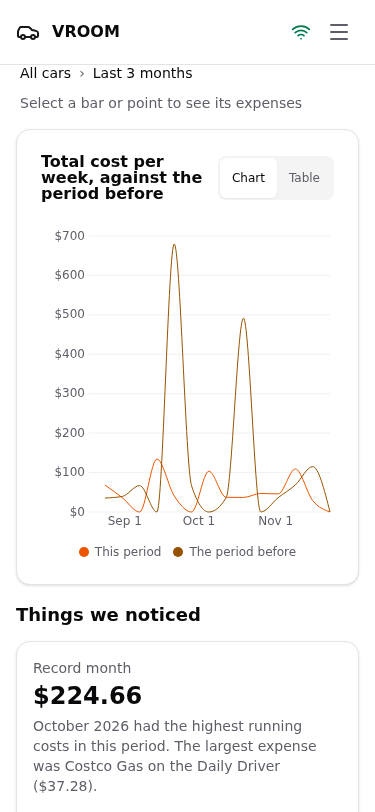 VROOM
All cars › Last 3 months
Select a bar or point to see its expenses
Total cost per
week, against the
period before
Chart
Table
$700
$600
$500
$400
$300
$200
$100
$0
Sep 1
Oct 1
Nov 1
This period
The period before
Things we noticed
Record month
$224.66
October 2026 had the highest running
costs in this period. The largest expense
was Costco Gas on the Daily Driver
($37.28).